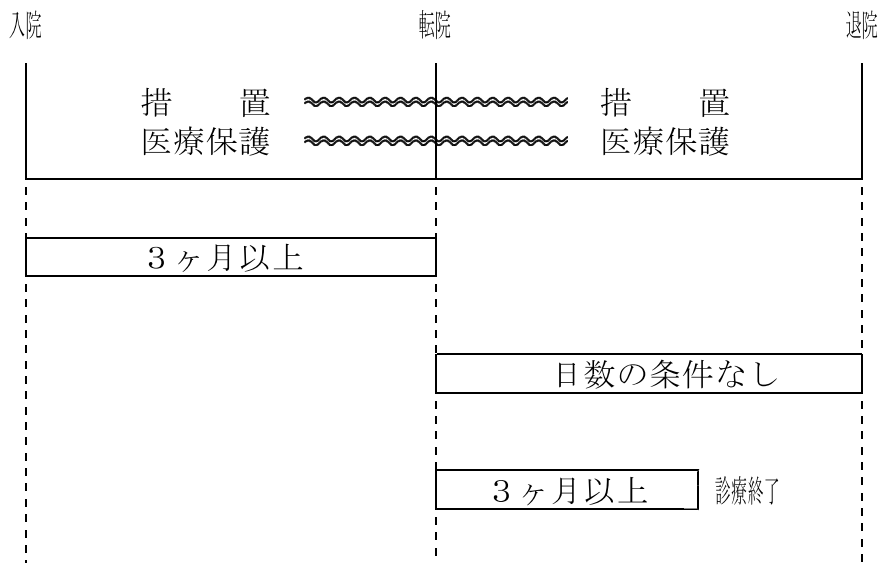 入院 転院 退院
措 置 措 置
医療保護 医療保護
３ヶ月以上
日数の条件なし
３ヶ月以上 診療終了